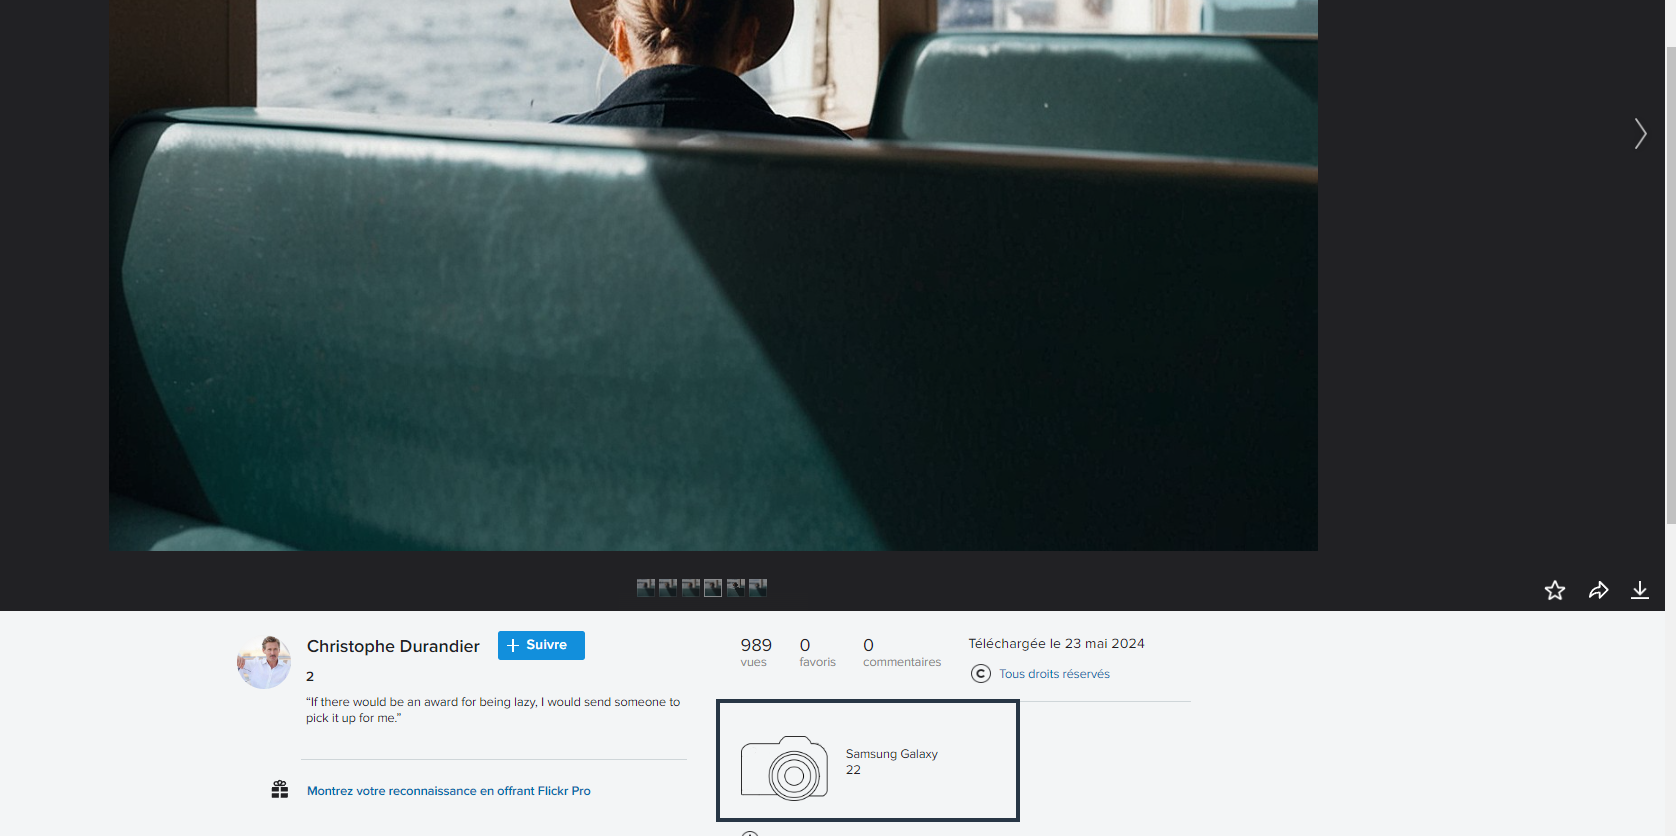 Christophe Durandier
+ Suivre
2
“If there would be an award for being lazy, I would send someone to
pick it up for me.”
Montrez votre reconnaissance en offrant Flickr Pro
989
vues
0
favoris
0
commentaires
Téléchargée le 23 mai 2024
C Tous droits réservés
Samsung Galaxy
22